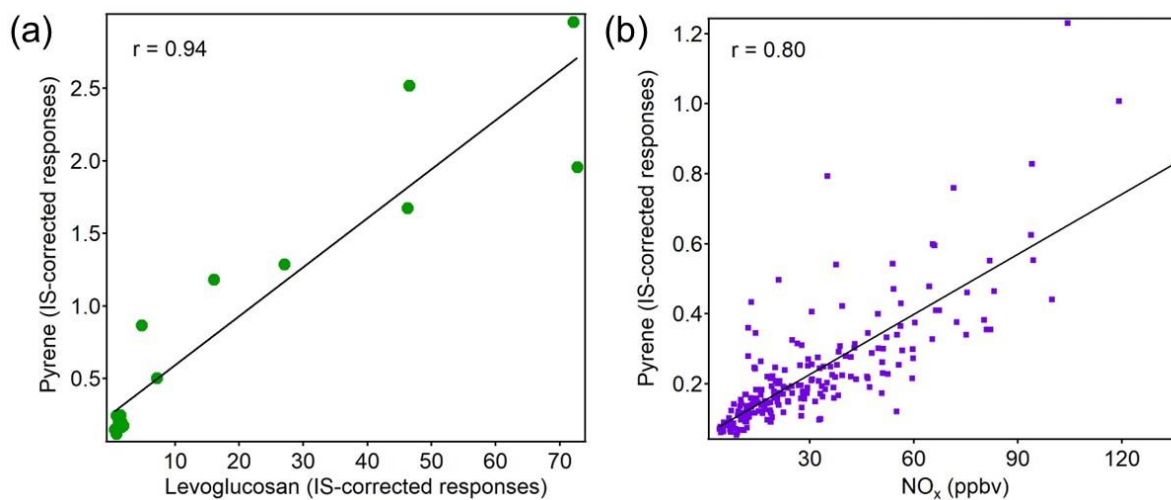 (a)
r = 0.94
Pyrene (IS-corrected responses)
2.5
2.0
1.5
1.0
0.5
10 20 30 40 50 60 70
Levoglucosan (IS-corrected responses)
(b)
r = 0.80
Pyrene (IS-corrected responses)
1.2
1.0
0.8
0.6
0.4
0.2
30 60 90 120
NOx (ppbv)